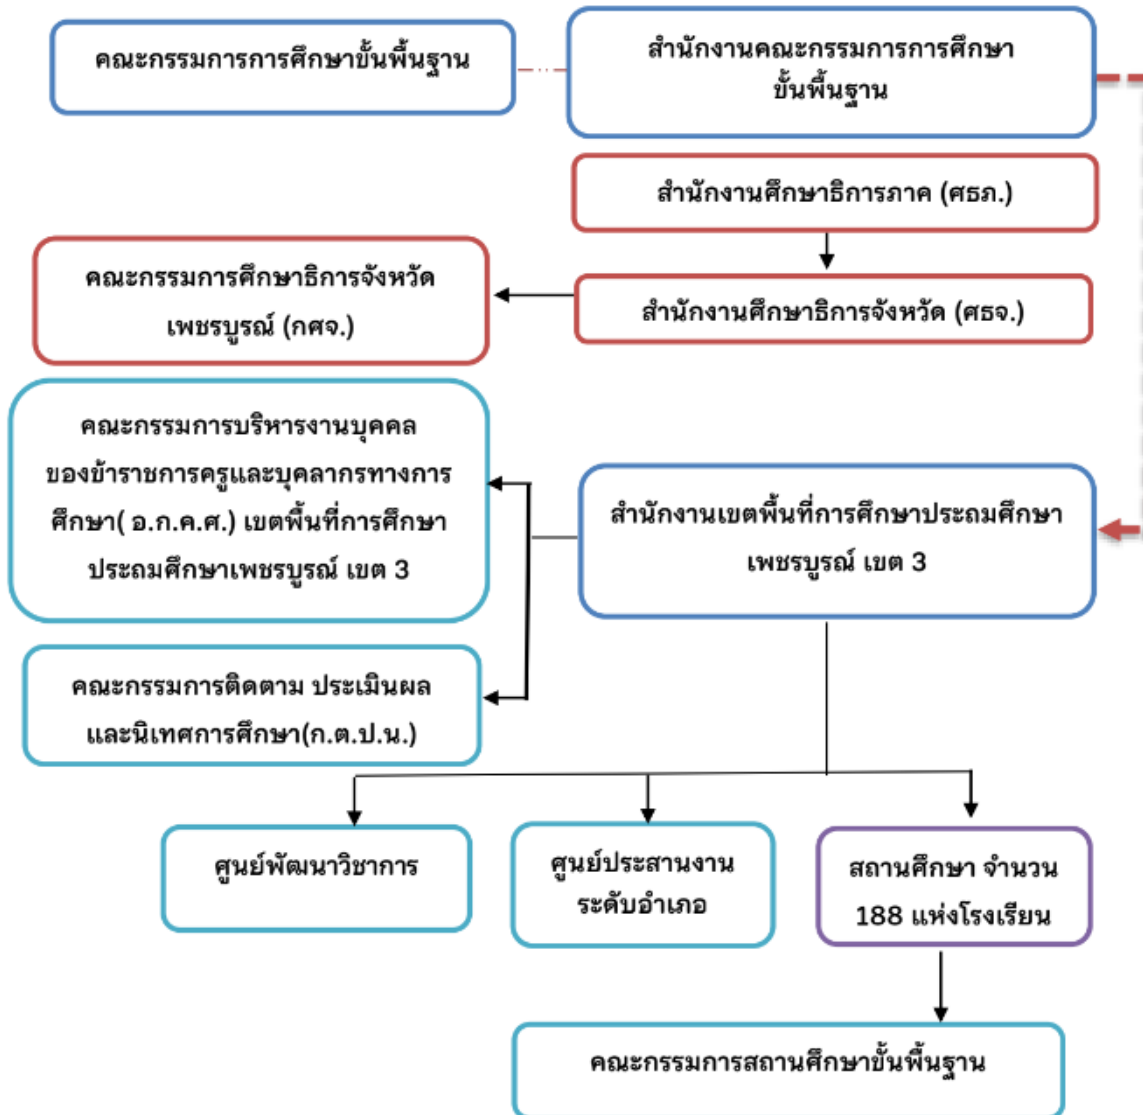 คณะกรรมการการศึกษาขั้นพื้นฐาน
สำนักงานคณะกรรมการการศึกษา
ขั้นพื้นฐาน
สำนักงานศึกษาธิการภาค (ศธภ.)
คณะกรรมการศึกษาธิการจังหวัด
เพชรบูรณ์ (กศจ.)
สำนักงานศึกษาธิการจังหวัด (ศธจ.)
คณะกรรมการบริหารงานบุคคล
ของข้าราชการครูและบุคลากรทางการ
ศึกษา( อ.ก.ค.ศ.) เขตพื้นที่การศึกษา
ประถมศึกษาเพชรบูรณ์ เขต 3
สำนักงานเขตพื้นที่การศึกษาประถมศึกษา
เพชรบูรณ์ เขต 3
คณะกรรมการติดตาม ประเมินผล
และนิเทศการศึกษา(ก.ต.ป.น.)
ศูนย์พัฒนาวิชาการ
ศูนย์ประสานงาน
ระดับอำเภอ
สถานศึกษา จำนวน
188 แห่งโรงเรียน
คณะกรรมการสถานศึกษาขั้นพื้นฐาน